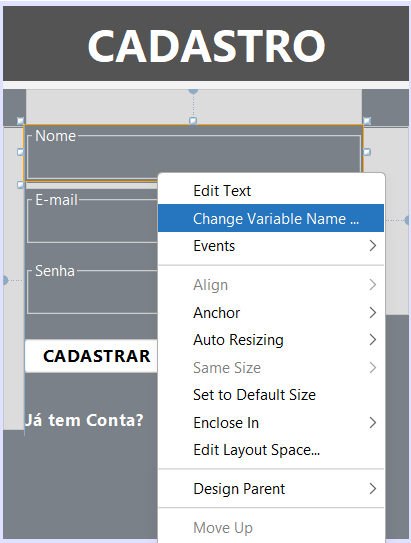 CADASTRO
Nome
E-mail
Senha
CADASTRAR
Já tem Conta?
Edit Text
Change Variable Name ...
Events
Align
Anchor
Auto Resizing
Same Size
Set to Default Size
Enclose In
Edit Layout Space...
Design Parent
Move Up